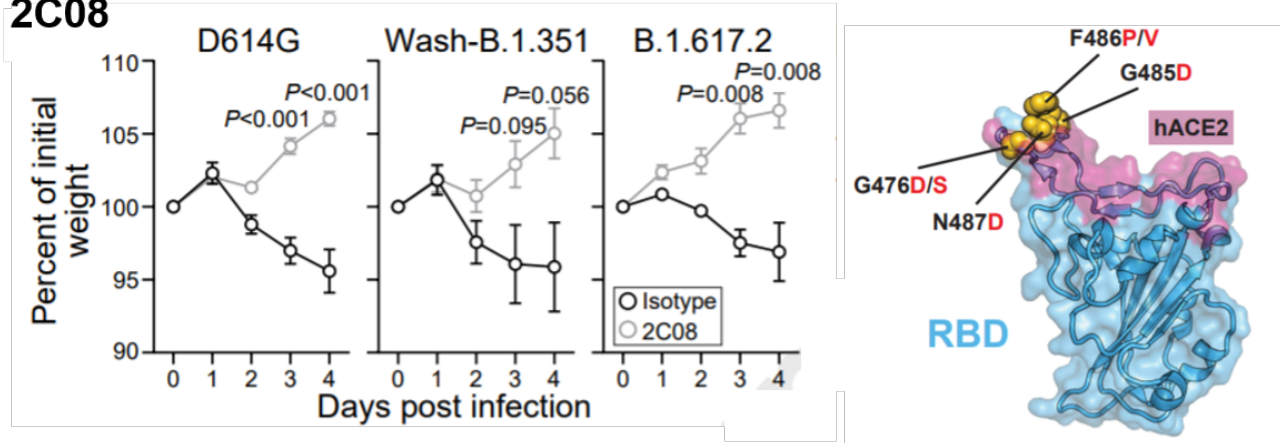 2C08
D614G
Wash-B.1.351
B.1.617.2
Percent of initial
weight
110
105
100
95
90
P<0.001
P<0.001
P=0.095
P=0.056
P=0.008
P=0.008
Isotype
2C08
0 1 2 3 4
0 1 2 3 4
0 1 2 3 4
Days post infection
F486P/V
G485D
hACE2
G476D/S
N487D
RBD